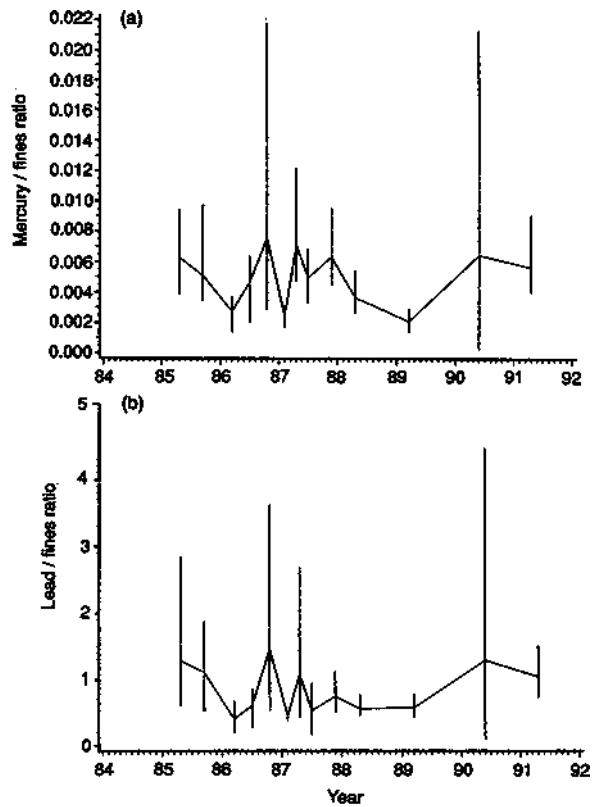 (a)
Mercury / fines ratio
0.022
0.020
0.018
0.016
0.014
0.012
0.010
0.008
0.006
0.004
0.002
0.000
84 85 86 87 88 89 90 91 92
(b)
Lead / fines ratio
5
4
3
2
1
0
84 85 86 87 88 89 90 91 92
Year